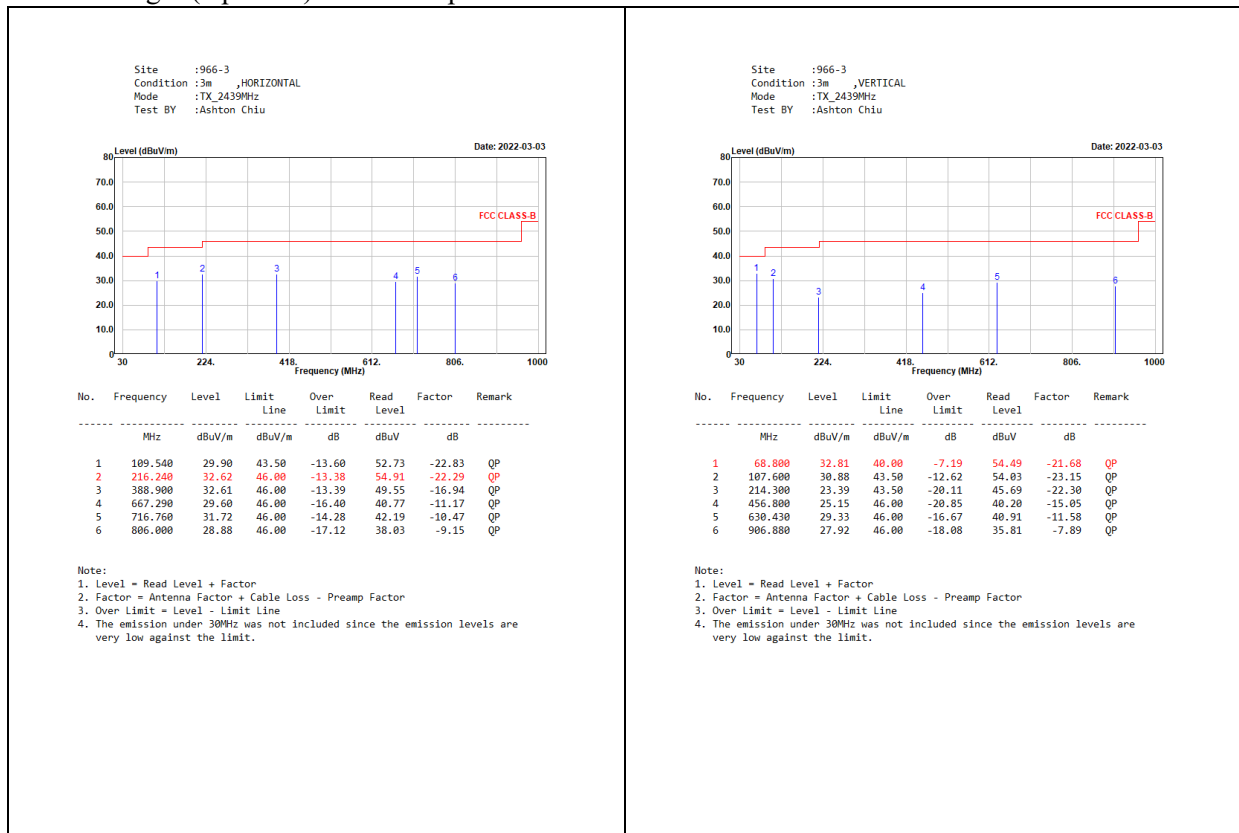 Site :966-3
Condition :3m ,HORIZONTAL
Mode :TX_2439MHz
Test BY :Ashton Chiu
Level (dBuV/m) Date: 2022-03-03
80
70.0
60.0
FCC CLASS-B
50.0
40.0
30.0
20.0
10.0
0
1 2 3 4 5 6
30 224. 418. 612. 806. 1000
Frequency (MHz)
No. Frequency Level Limit Over Read Factor Remark
Line Limit Level
------ ----------- -------- --------- --------- -------- -------- ---------
MHz dBuV/m dBuV/m dB dBuV dB
1 109.540 29.90 43.50 -13.60 52.73 -22.83 QP
2 216.240 32.62 46.00 -13.38 54.91 -22.29 QP
3 388.900 32.61 46.00 -13.39 49.55 -16.94 QP
4 667.290 29.60 46.00 -16.40 40.77 -11.17 QP
5 716.760 31.72 46.00 -14.28 42.19 -10.47 QP
6 806.000 28.88 46.00 -17.12 38.03 -9.15 QP
Note:
1. Level = Read Level + Factor
2. Factor = Antenna Factor + Cable Loss - Preamp Factor
3. Over Limit = Level - Limit Line
4. The emission under 30MHz was not included since the emission levels are
very low against the limit.
Site :966-3
Condition :3m ,VERTICAL
Mode :TX_2439MHz
Test BY :Ashton Chiu
Level (dBuV/m) Date: 2022-03-03
80
70.0
60.0
FCC CLASS-B
50.0
40.0
30.0
20.0
10.0
0
1 2 3 4 5 6
30 224. 418. 612. 806. 1000
Frequency (MHz)
No. Frequency Level Limit Over Read Factor Remark
Line Limit Level
------ ----------- -------- --------- --------- -------- -------- ---------
MHz dBuV/m dBuV/m dB dBuV dB
1 68.800 32.81 40.00 -7.19 54.49 -21.68 QP
2 107.600 30.88 43.50 -12.62 54.03 -23.15 QP
3 214.300 23.39 43.50 -20.11 45.69 -22.30 QP
4 456.800 25.15 46.00 -20.85 40.20 -15.05 QP
5 630.430 29.33 46.00 -16.67 40.91 -11.58 QP
6 906.880 27.92 46.00 -18.08 35.81 -7.89 QP
Note:
1. Level = Read Level + Factor
2. Factor = Antenna Factor + Cable Loss - Preamp Factor
3. Over Limit = Level - Limit Line
4. The emission under 30MHz was not included since the emission levels are
very low against the limit.